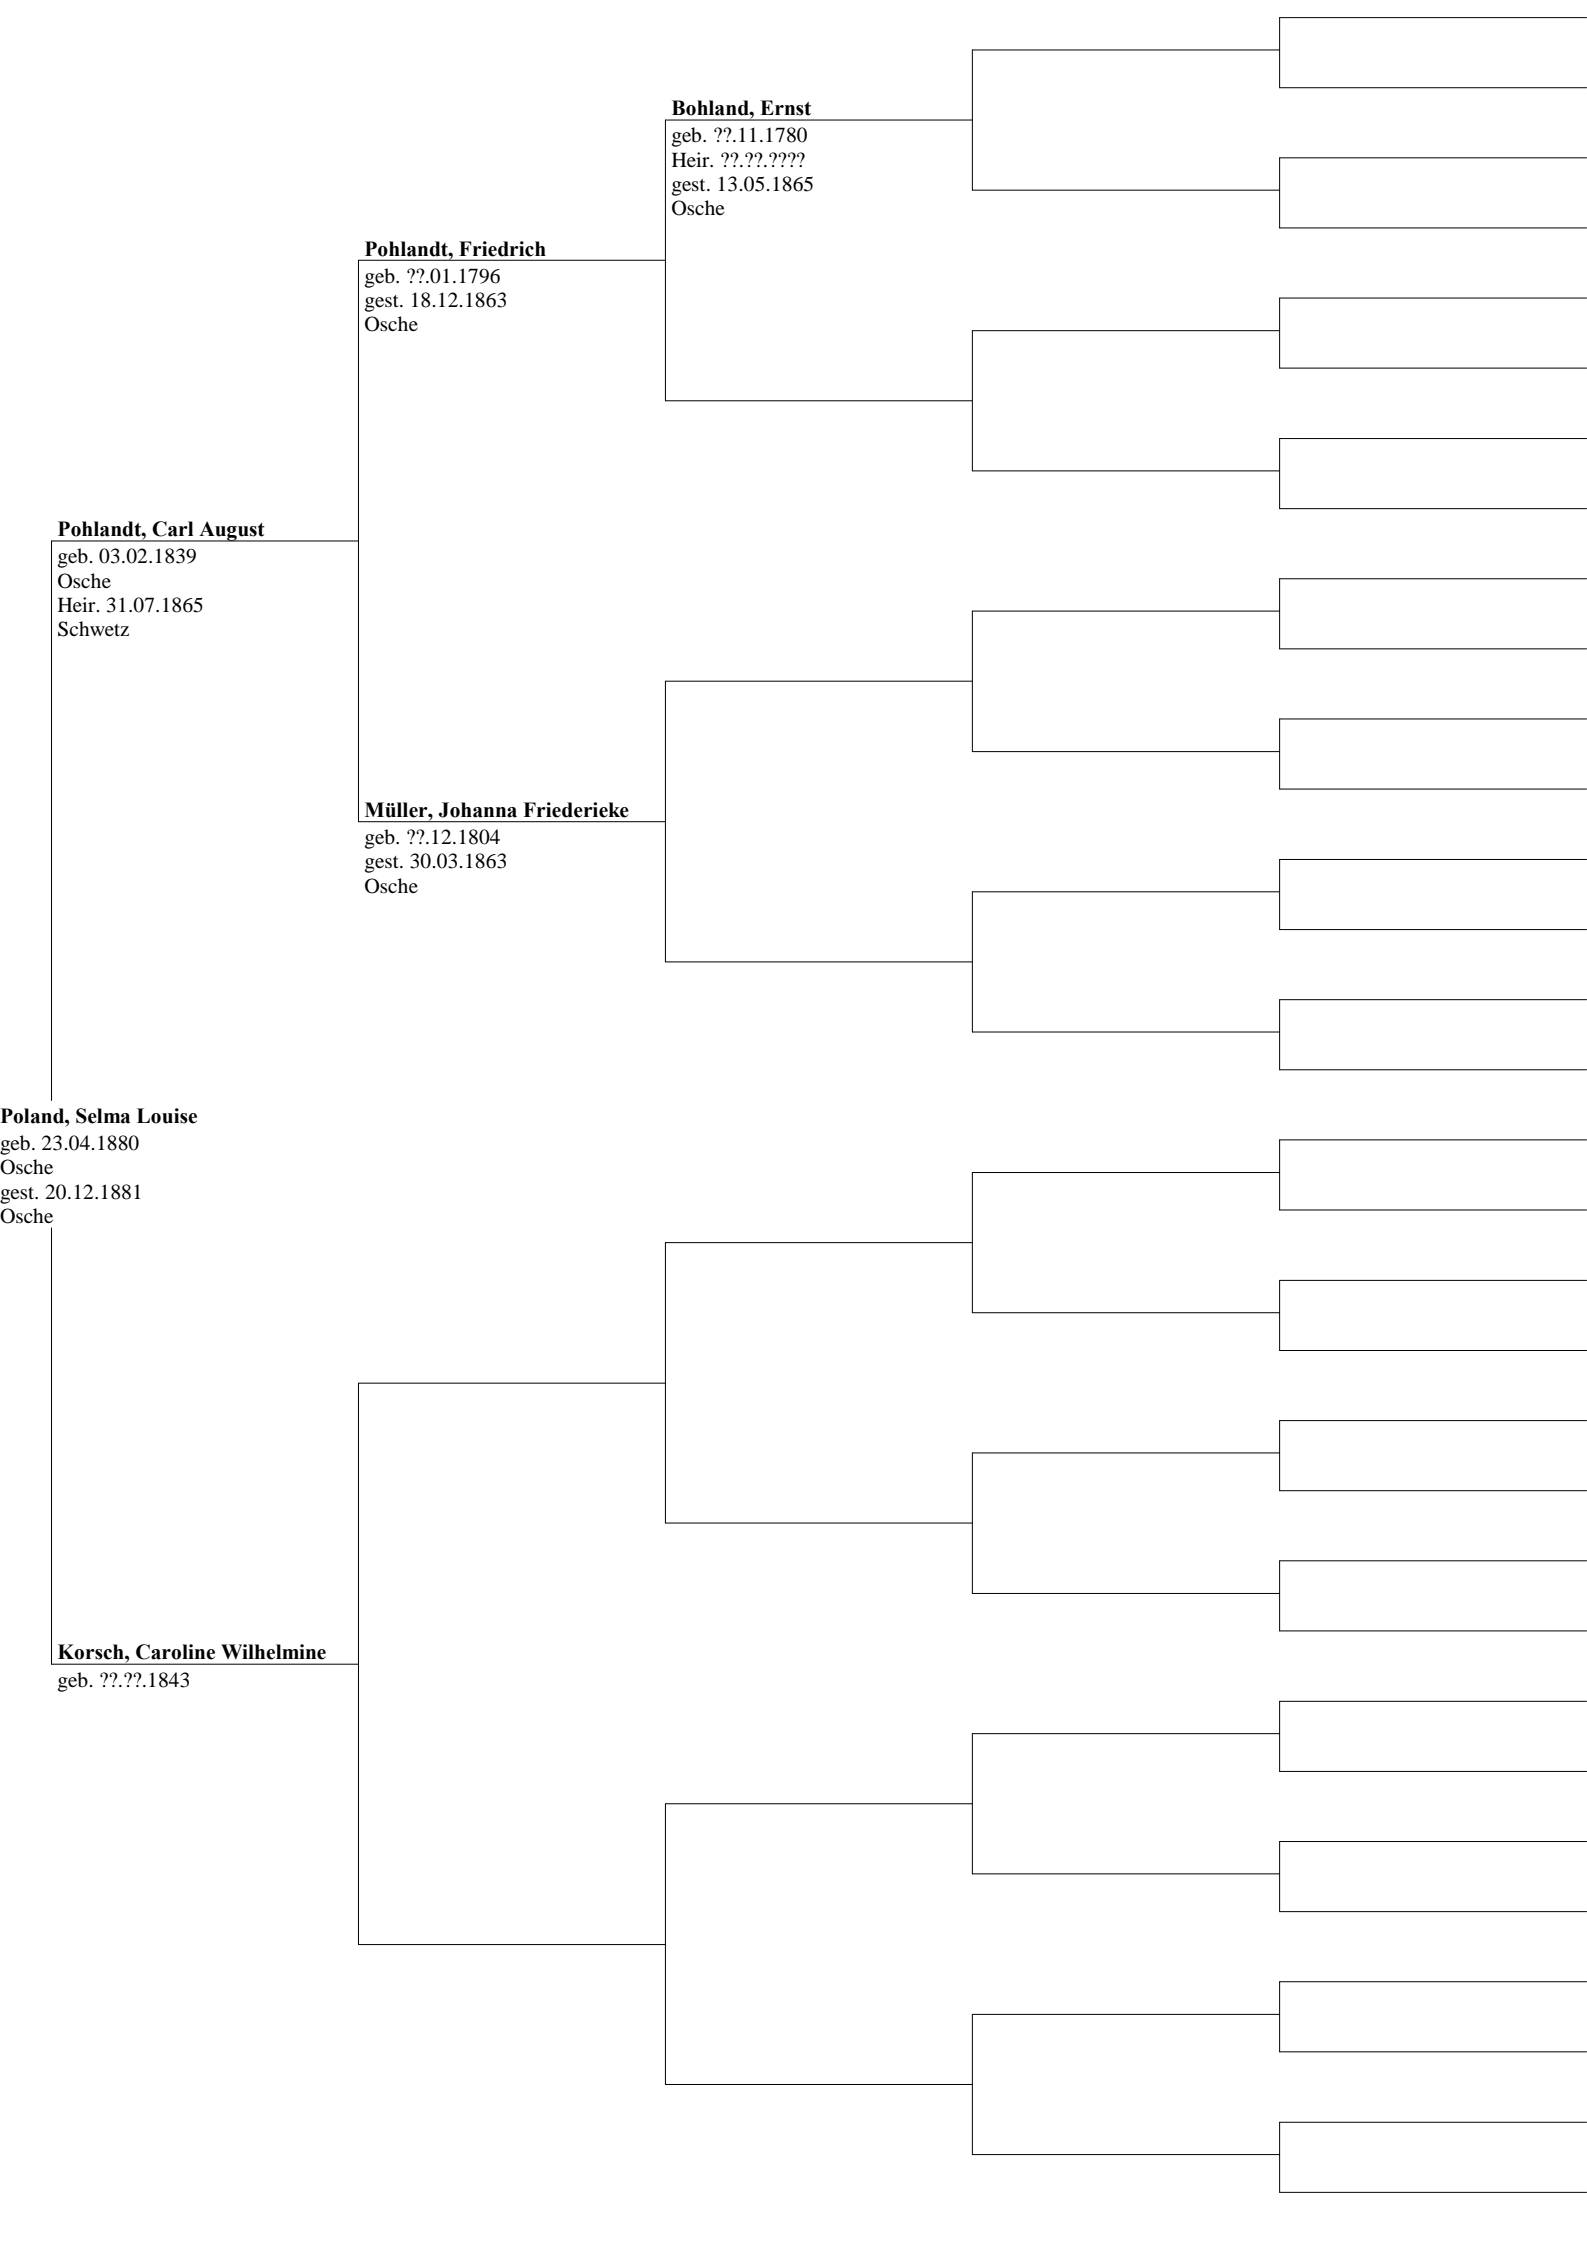 Bohland, Ernst
geb. ??.11.1780
Heir. ??.??.????
gest. 13.05.1865
Osche
Pohlandt, Friedrich
geb. ??.01.1796
gest. 18.12.1863
Osche
Pohlandt, Carl August
geb. 03.02.1839
Osche
Heir. 31.07.1865
Schwetz
Müller, Johanna Friederieke
geb. ??.12.1804
gest. 30.03.1863
Osche
Poland, Selma Louise
geb. 23.04.1880
Osche
gest. 20.12.1881
Osche
Korsch, Caroline Wilhelmine
geb. ??.??.1843